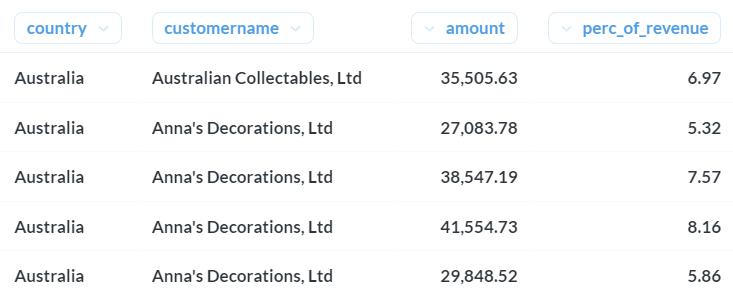 country customername amount perc_of_revenue
Australia Australian Collectables, Ltd 35,505.63 6.97
Australia Anna's Decorations, Ltd 27,083.78 5.32
Australia Anna's Decorations, Ltd 38,547.19 7.57
Australia Anna's Decorations, Ltd 41,554.73 8.16
Australia Anna's Decorations, Ltd 29,848.52 5.86